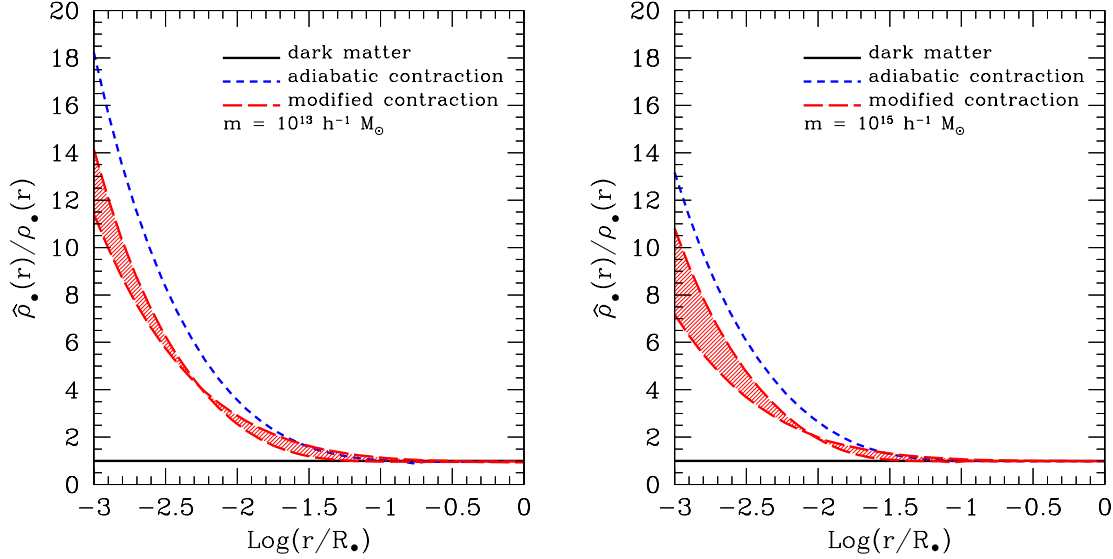 20
18
16
14
12
10
8
6
4
2
0
ρ̂●(r)/ρ●(r)
dark matter
adiabatic contraction
modified contraction
m = 10¹³ h⁻¹ M⊙
−3 −2.5 −2 −1.5 −1 −0.5 0
Log(r/R●)
20
18
16
14
12
10
8
6
4
2
0
ρ̂●(r)/ρ●(r)
dark matter
adiabatic contraction
modified contraction
m = 10¹⁵ h⁻¹ M⊙
−3 −2.5 −2 −1.5 −1 −0.5 0
Log(r/R●)